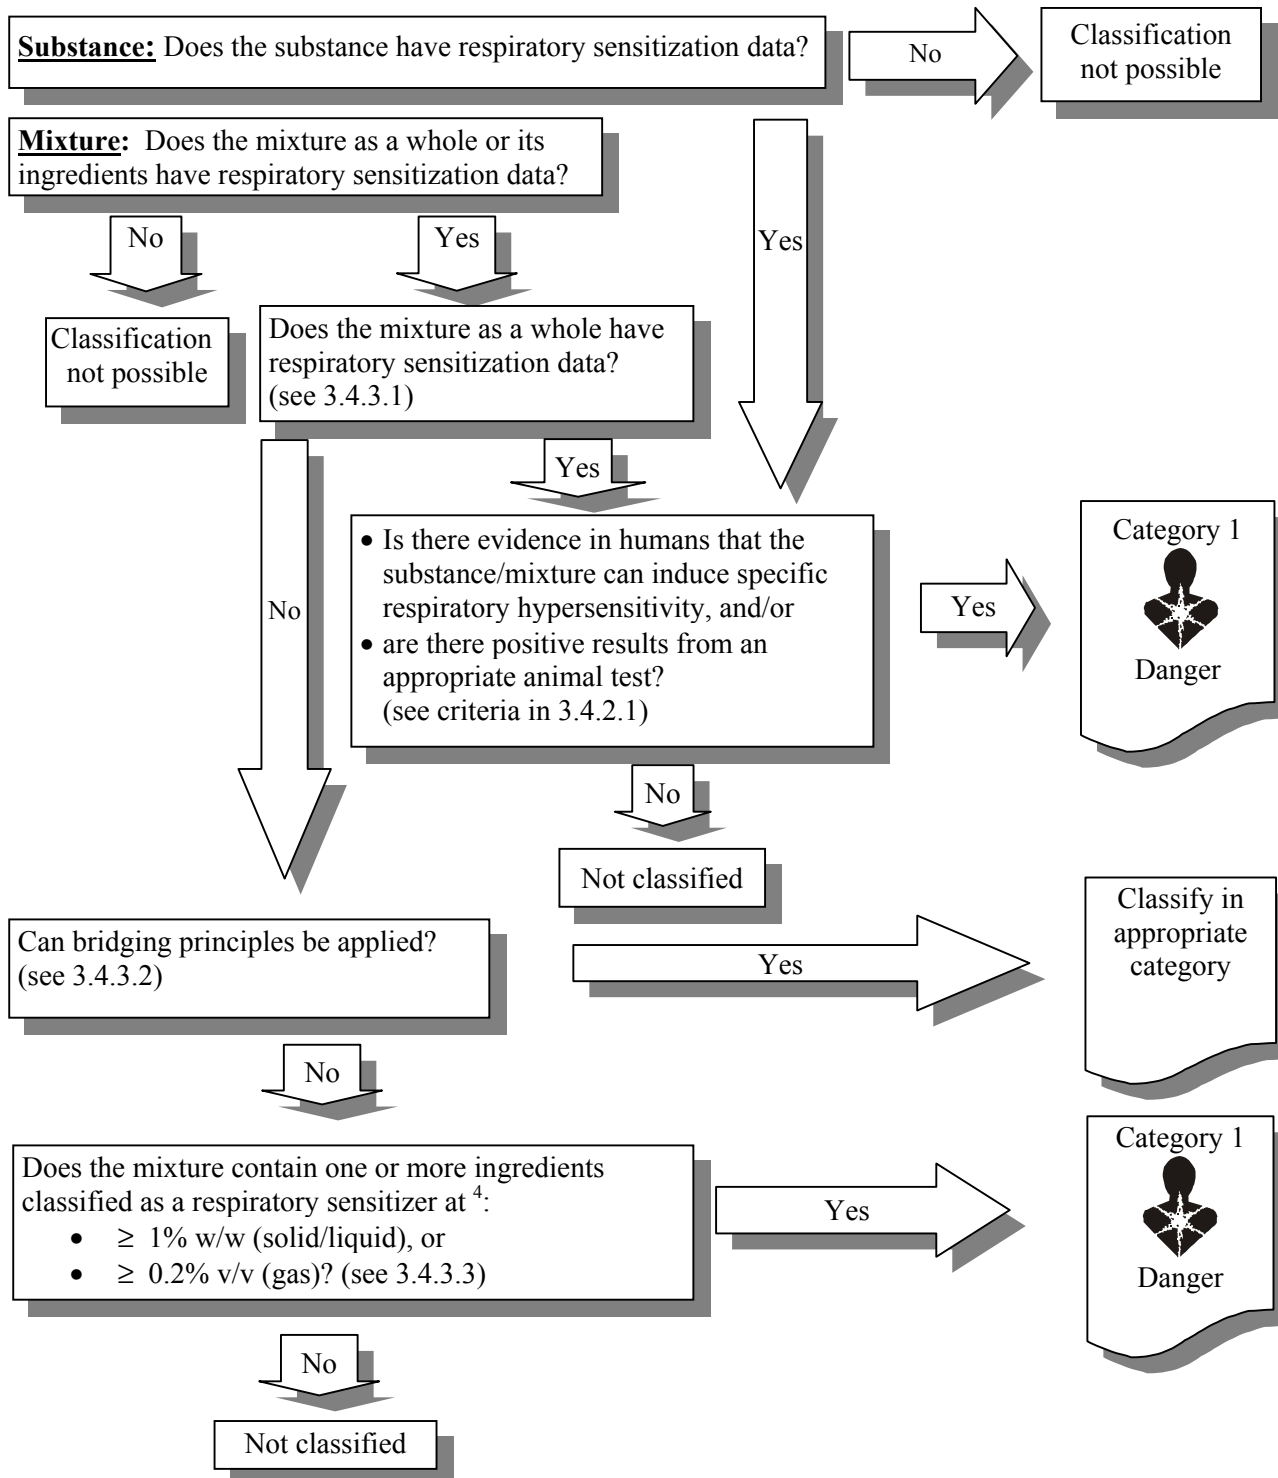 Substance: Does the substance have respiratory sensitization data?
No
Classification
not possible
Mixture: Does the mixture as a whole or its
ingredients have respiratory sensitization data?
No
Yes
Yes
Classification
not possible
Does the mixture as a whole have
respiratory sensitization data?
(see 3.4.3.1)
No
Yes
• Is there evidence in humans that the
substance/mixture can induce specific
respiratory hypersensitivity, and/or
• are there positive results from an
appropriate animal test?
(see criteria in 3.4.2.1)
Yes
Category 1
Danger
No
Not classified
Can bridging principles be applied?
(see 3.4.3.2)
Yes
Classify in
appropriate
category
No
Does the mixture contain one or more ingredients
classified as a respiratory sensitizer at 4:
• ≥ 1% w/w (solid/liquid), or
• ≥ 0.2% v/v (gas)? (see 3.4.3.3)
Yes
Category 1
Danger
No
Not classified